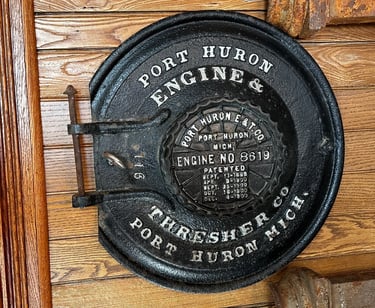 PORT HURON
ENGINE &
PORT HURON E & T CO.
PORT HURON,
MICH.
ENGINE NO 8619
PATENTED
THRESHER CO
PORT HURON MICH.